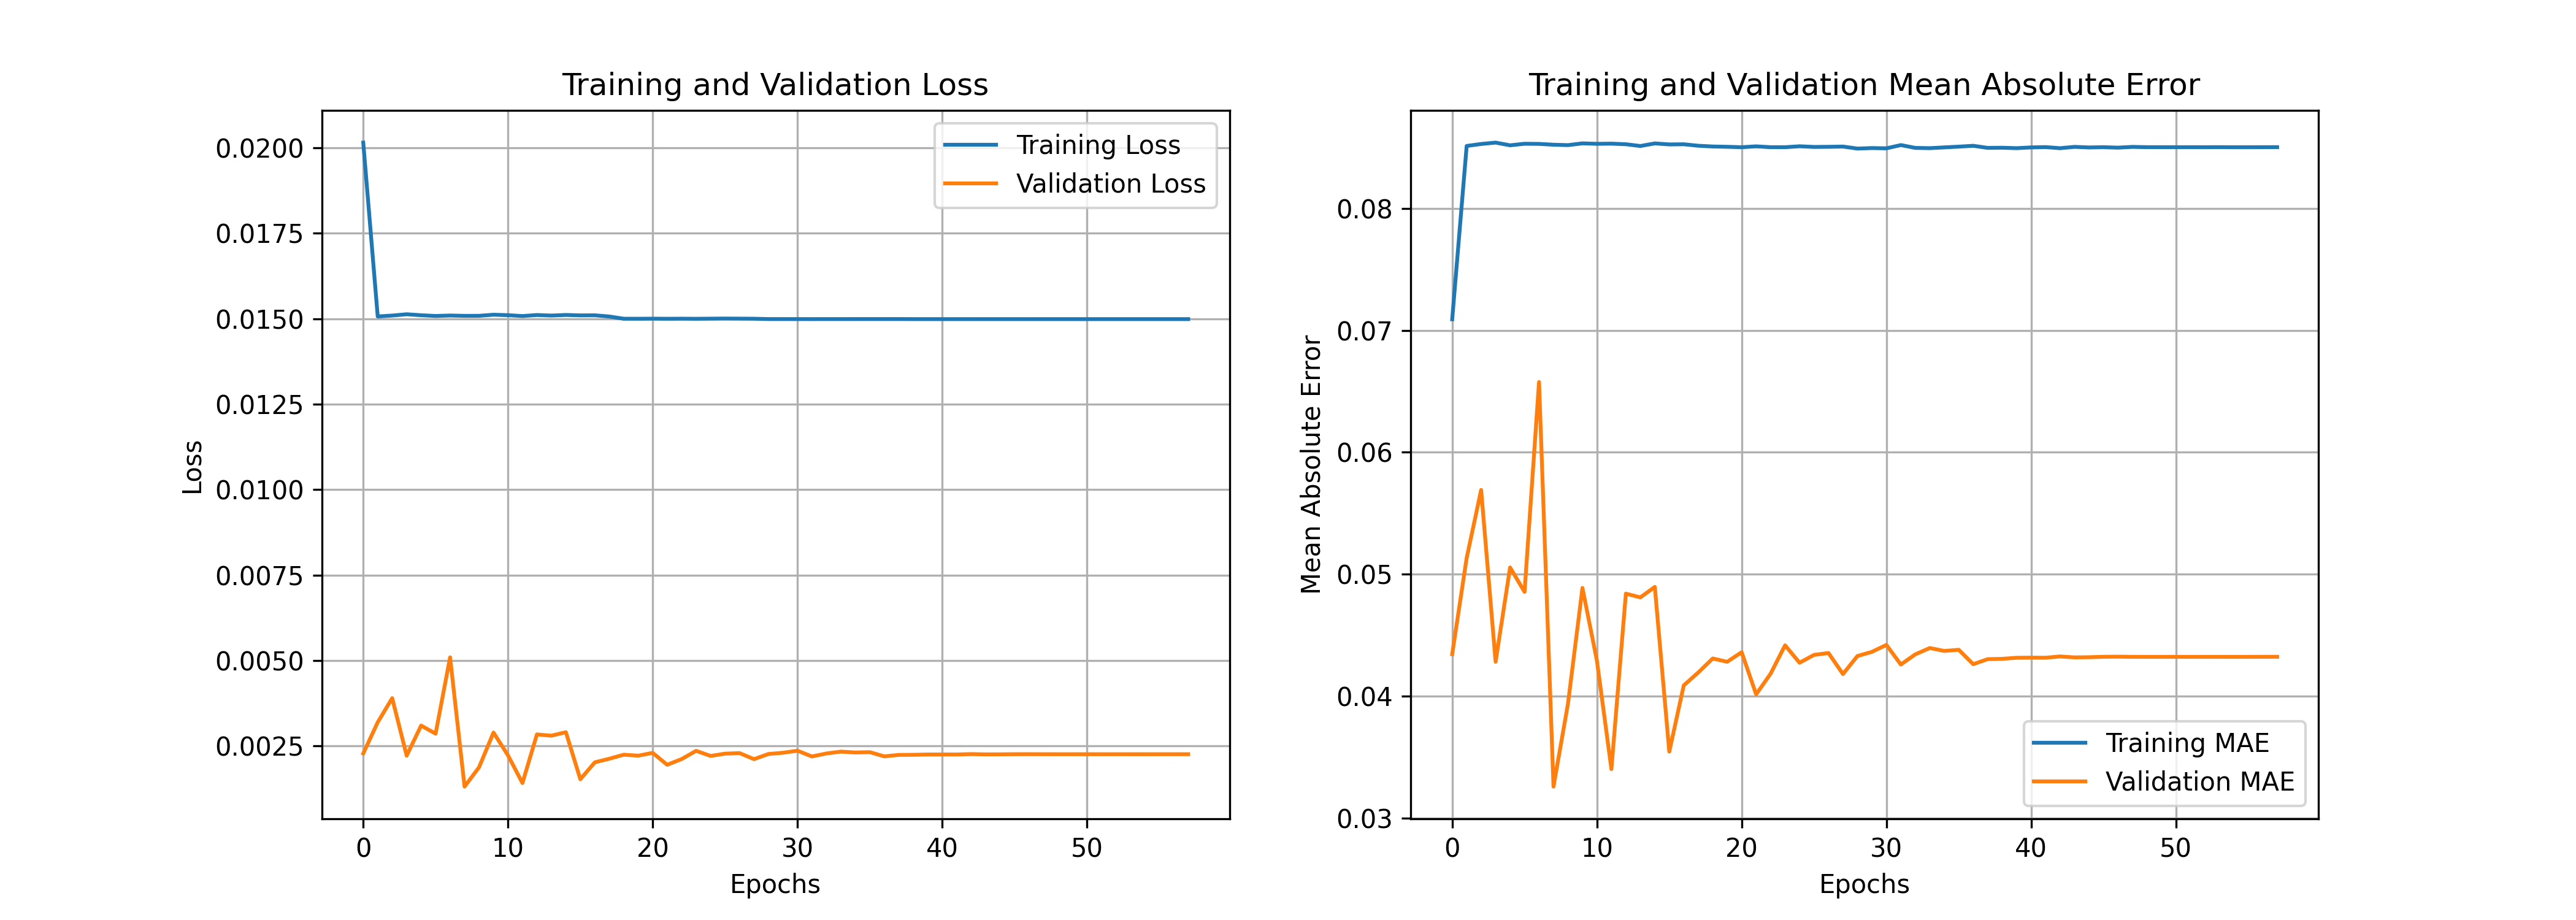 Training and Validation Loss
Loss
0.0200
0.0175
0.0150
0.0125
0.0100
0.0075
0.0050
0.0025
Training Loss
Validation Loss
0 10 20 30 40 50
Epochs
Training and Validation Mean Absolute Error
Mean Absolute Error
0.08
0.07
0.06
0.05
0.04
0.03
Training MAE
Validation MAE
0 10 20 30 40 50
Epochs